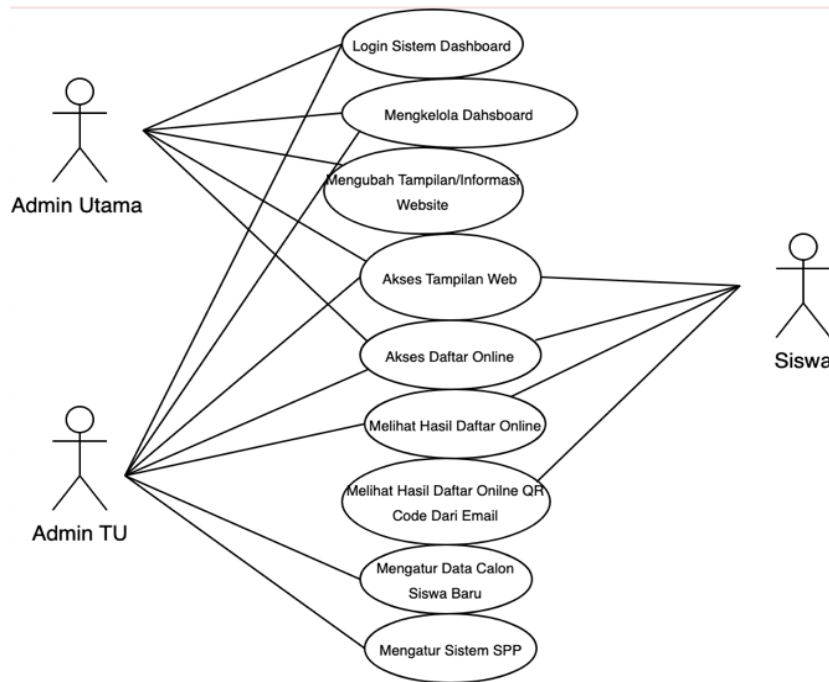 Login Sistem Dashboard
Mengkelola Dahsboard
Admin Utama
Mengubah Tampilan/Informasi
Website
Akses Tampilan Web
Akses Daftar Online
Siswa
Melihat Hasil Daftar Online
Melihat Hasil Daftar Onilne QR
Code Dari Email
Admin TU
Mengatur Data Calon
Siswa Baru
Mengatur Sistem SPP